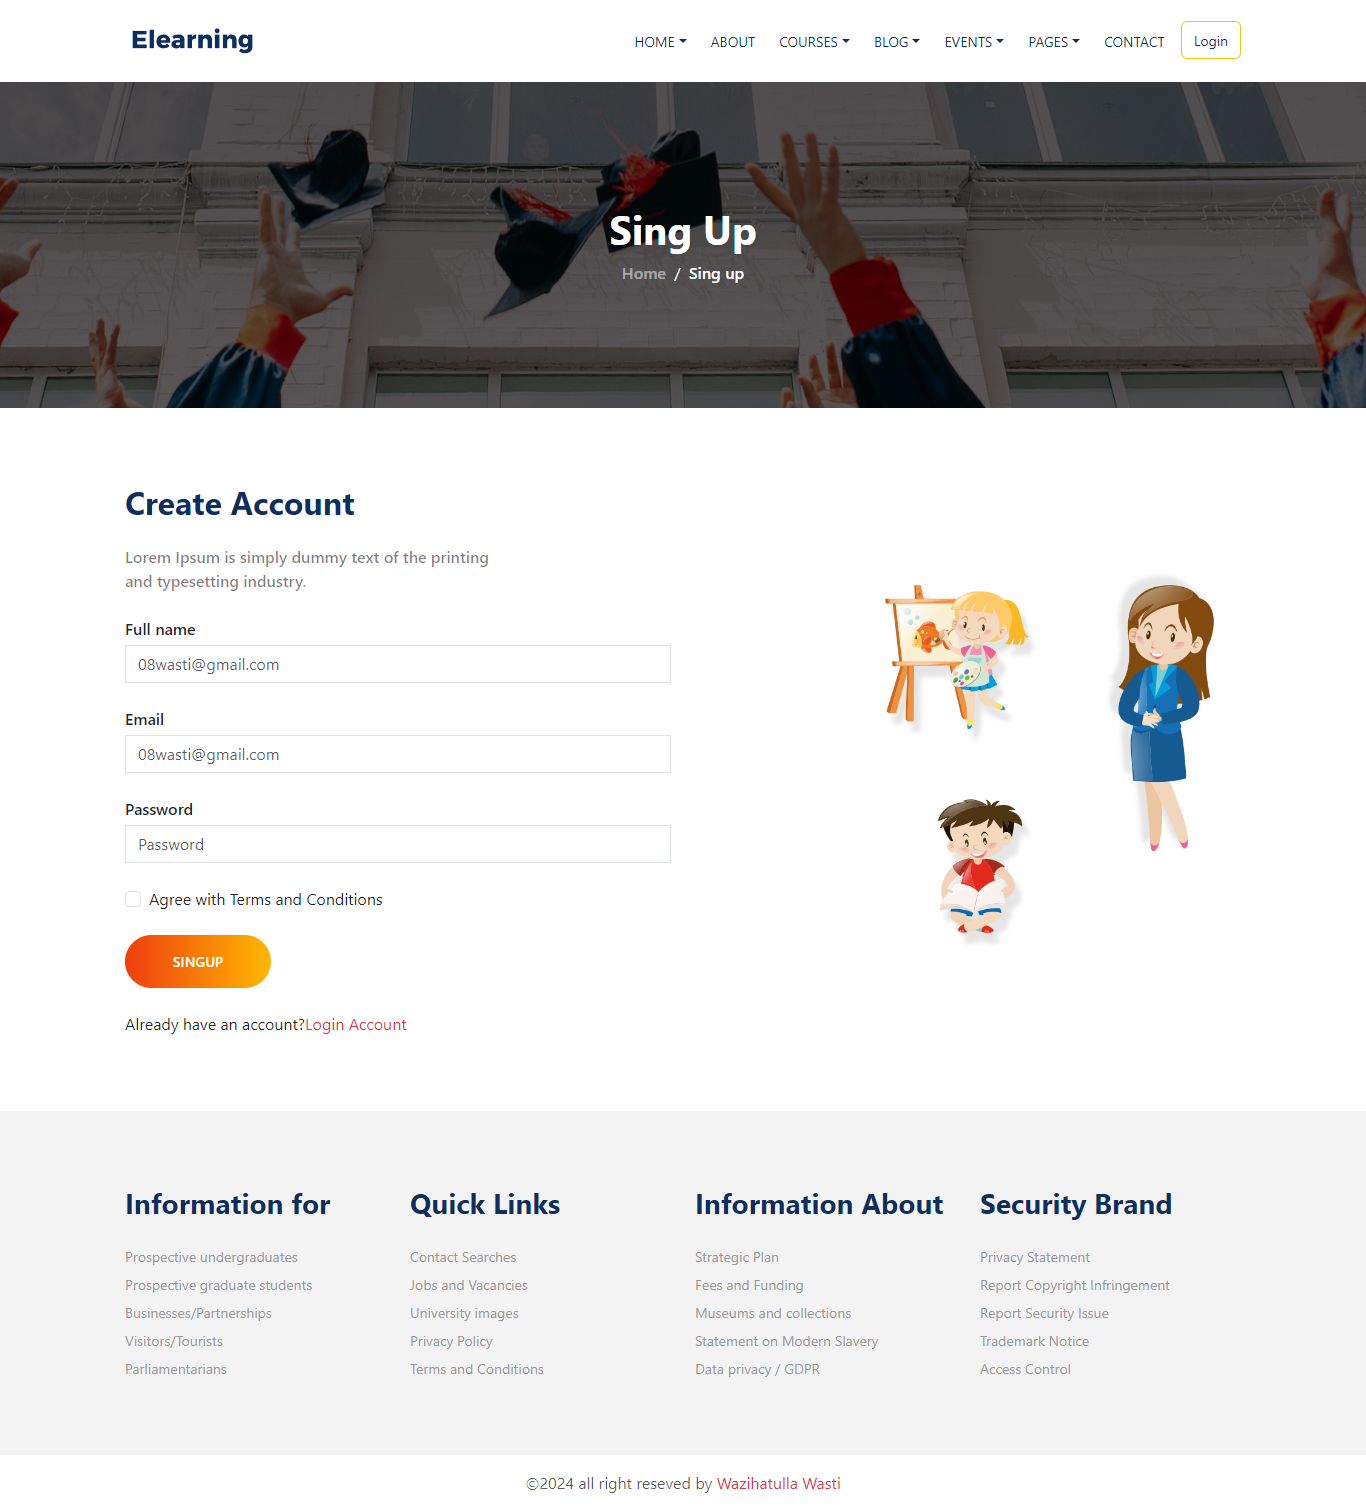 Elearning
HOME ABOUT COURSES BLOG EVENTS PAGES CONTACT Login
Sing Up
Home / Sing up
Create Account
Lorem Ipsum is simply dummy text of the printing
and typesetting industry.
Full name
08wasti@gmail.com
Email
08wasti@gmail.com
Password
Password
Agree with Terms and Conditions
SINGUP
Already have an account?Login Account
Information for
Prospective undergraduates
Prospective graduate students
Businesses/Partnerships
Visitors/Tourists
Parliamentarians
Quick Links
Contact Searches
Jobs and Vacancies
University images
Privacy Policy
Terms and Conditions
Information About
Strategic Plan
Fees and Funding
Museums and collections
Statement on Modern Slavery
Data privacy / GDPR
Security Brand
Privacy Statement
Report Copyright Infringement
Report Security Issue
Trademark Notice
Access Control
©2024 all right reseved by Wazihatulla Wasti